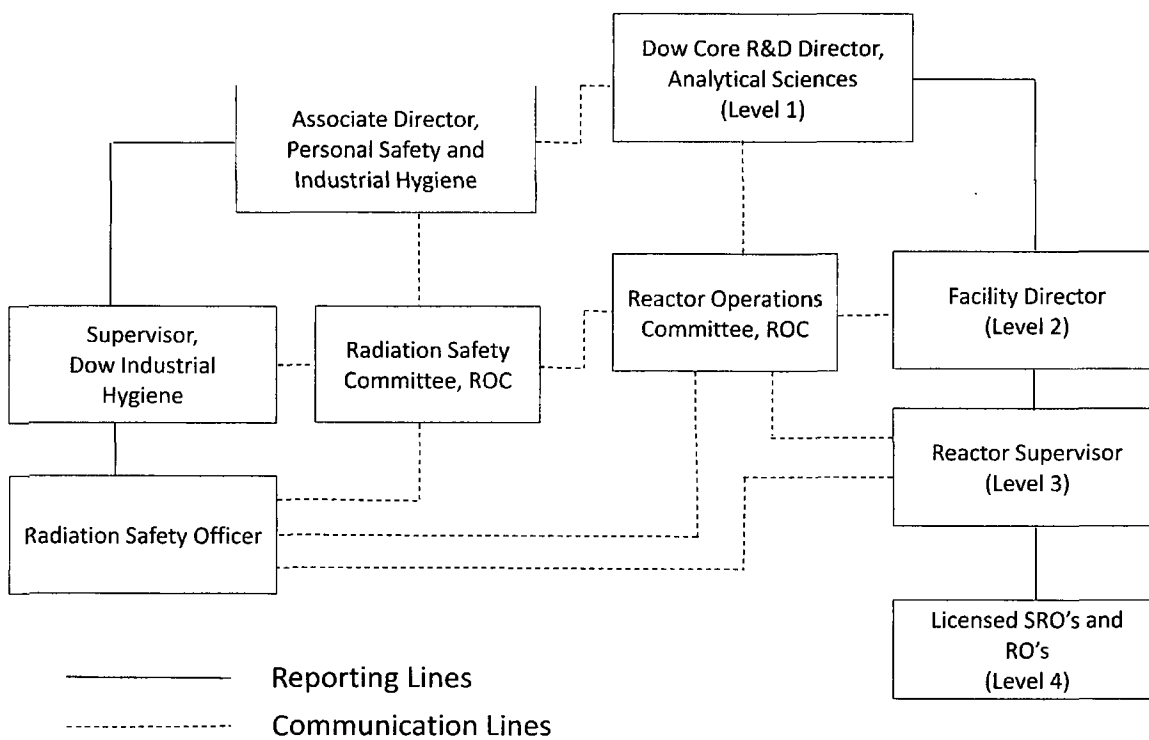 Dow Core R&D Director,
Analytical Sciences
(Level 1)
Associate Director,
Personal Safety and
Industrial Hygiene
Reactor Operations
Committee, ROC
Facility Director
(Level 2)
Supervisor,
Dow Industrial
Hygiene
Radiation Safety
Committee, ROC
Reactor Supervisor
(Level 3)
Radiation Safety Officer
Licensed SRO's and
RO's
(Level 4)
Reporting Lines
Communication Lines